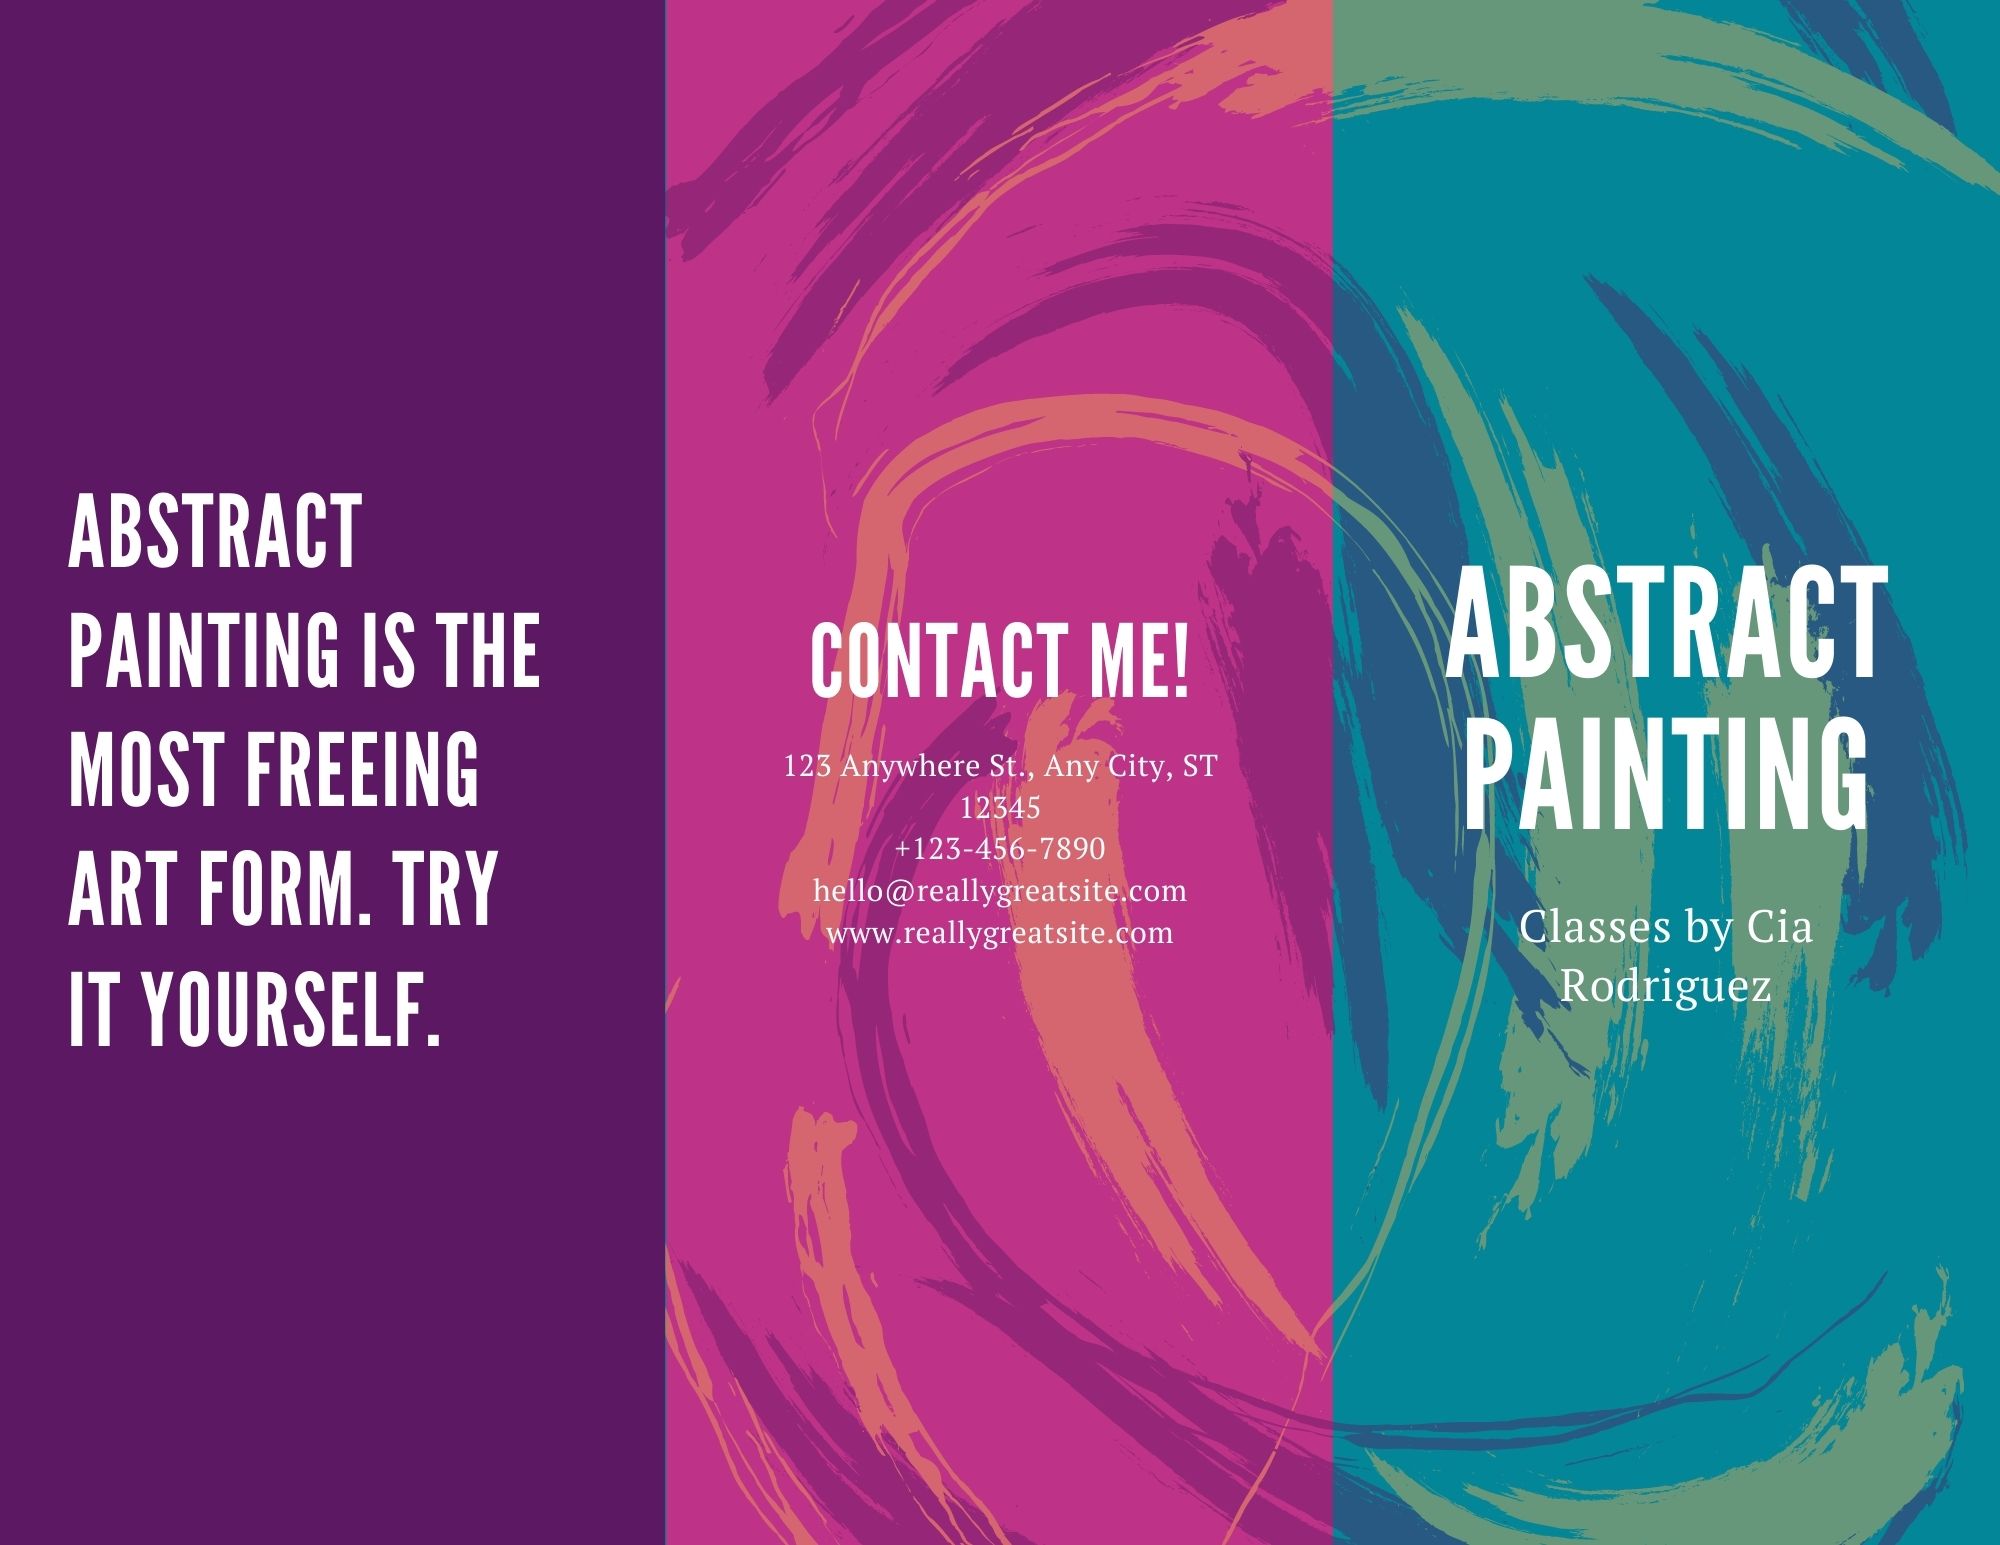 ABSTRACT
PAINTING IS THE
MOST FREEING
ART FORM. TRY
IT YOURSELF.
CONTACT ME!
123 Anywhere St., Any City, ST
12345
+123-456-7890
hello@reallygreatsite.com
www.reallygreatsite.com
ABSTRACT
PAINTING
Classes by Cia
Rodriguez